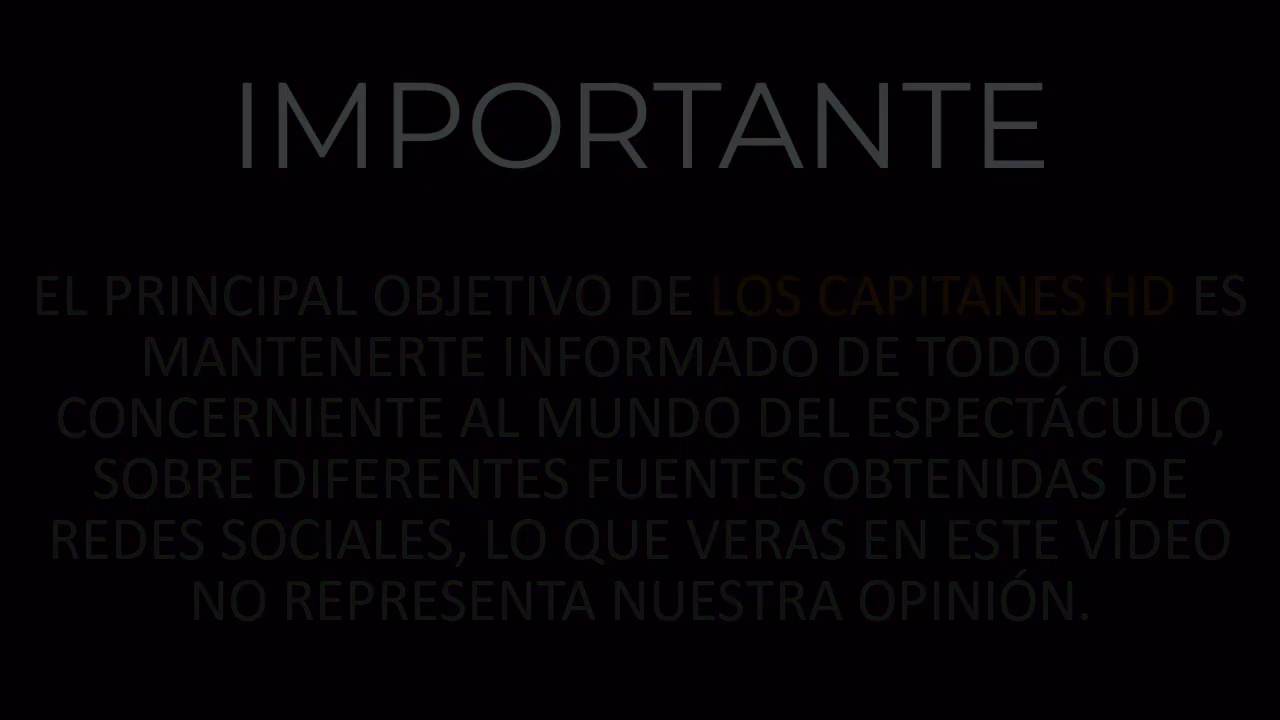 IMPORTANTE
EL PRINCIPAL OBJETIVO DE LOS CAPITANES HD ES
MANTENERTE INFORMADO DE TODO LO
CONCERNIENTE AL MUNDO DEL ESPECTÁCULO,
SOBRE DIFERENTES FUENTES OBTENIDAS DE
REDES SOCIALES, LO QUE VERAS EN ESTE VÍDEO
NO REPRESENTA NUESTRA OPINIÓN.